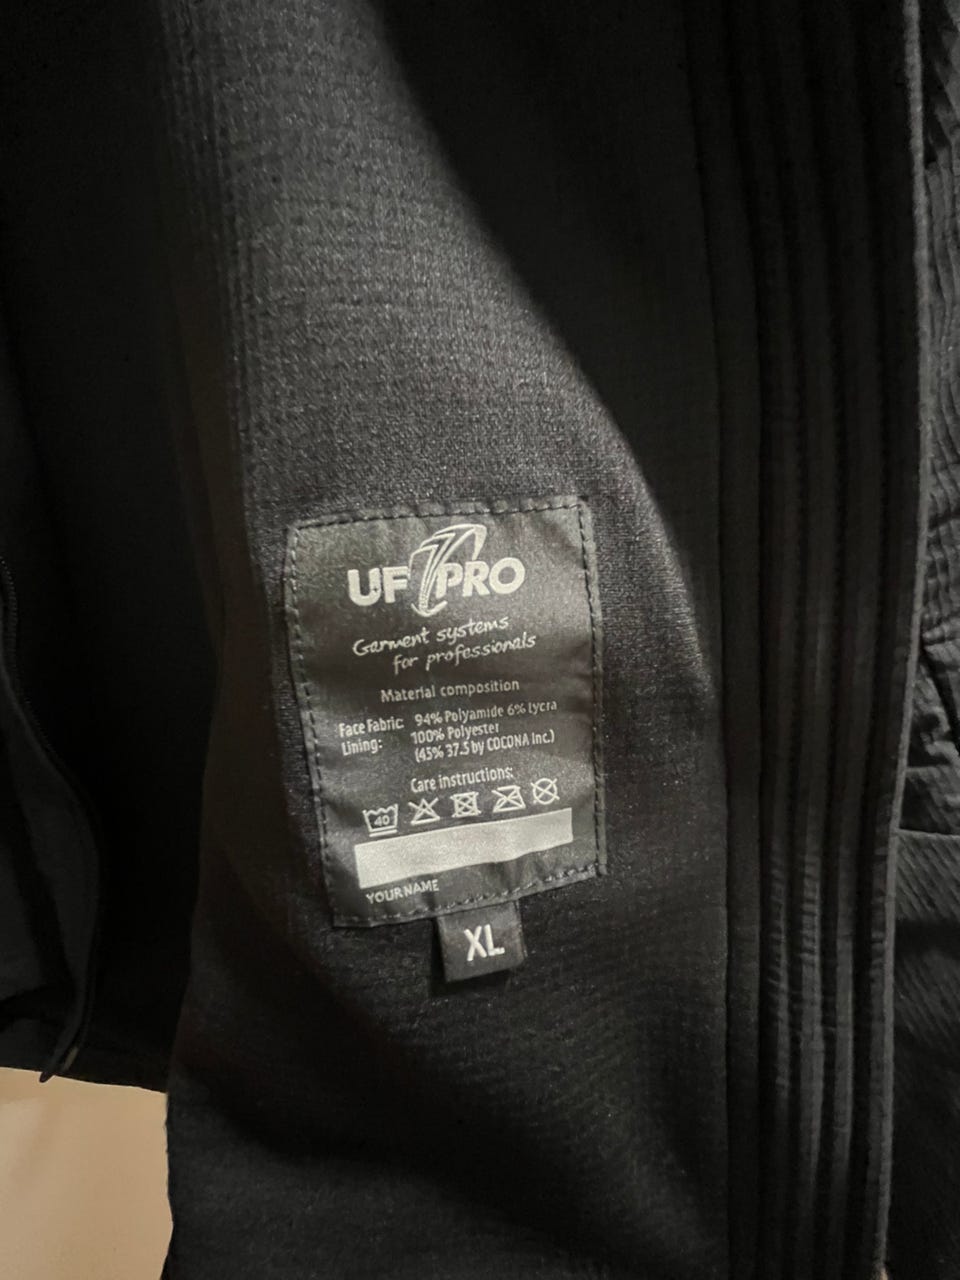 UF PRO
Garment systems
for professionals
Material composition
Face Fabric: 94% Polyamide 6% Lycra
Lining: 100% Polyester
(45% 37.5 by COCONA Inc.)
Care instructions:
40
YOUR NAME
XL